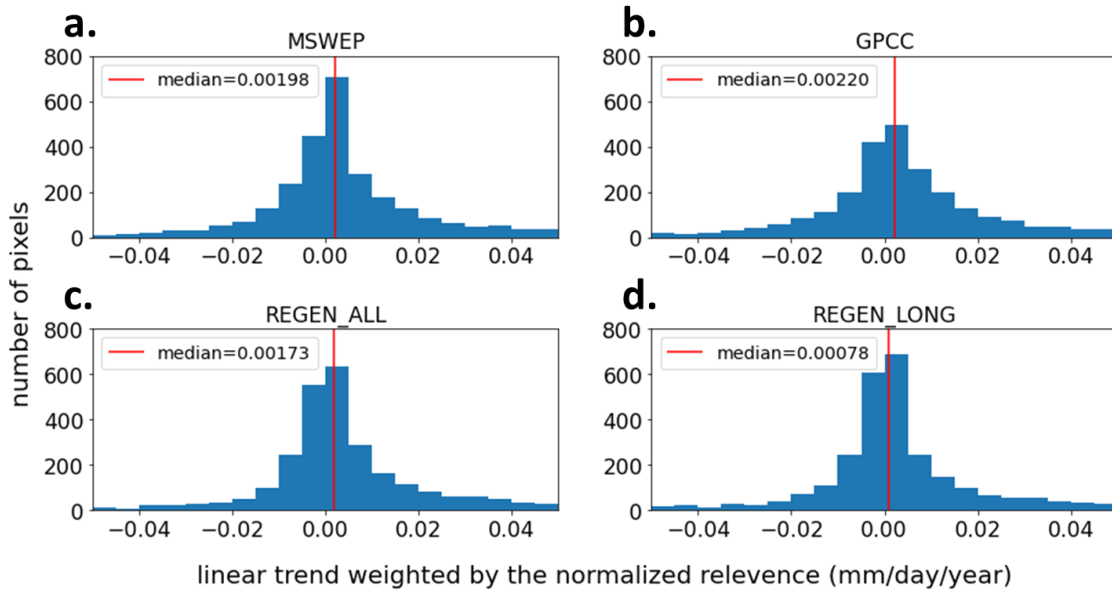 a.
MSWEP
800
600
400
200
0
median=0.00198
−0.04 −0.02 0.00 0.02 0.04
b.
GPCC
800
600
400
200
0
median=0.00220
−0.04 −0.02 0.00 0.02 0.04
number of pixels
c.
REGEN_ALL
800
600
400
200
0
median=0.00173
−0.04 −0.02 0.00 0.02 0.04
d.
REGEN_LONG
800
600
400
200
0
median=0.00078
−0.04 −0.02 0.00 0.02 0.04
linear trend weighted by the normalized relevence (mm/day/year)